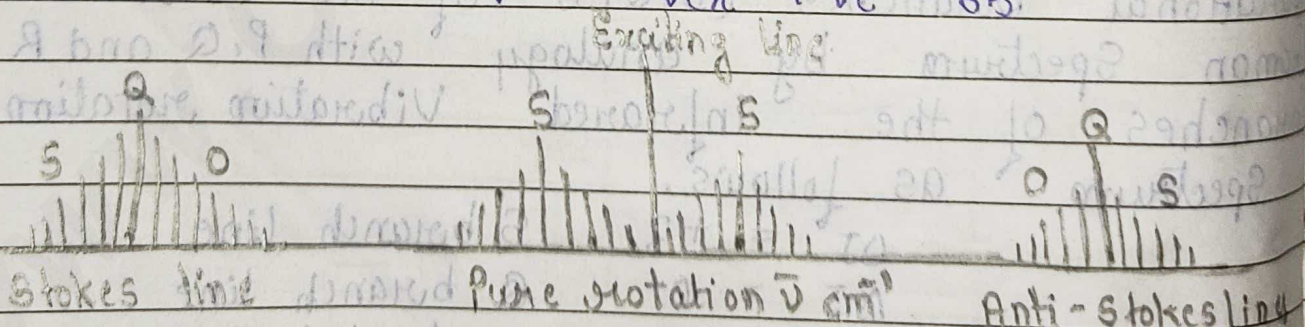 Exciting line
Q S S Q
S O O S
Stokes line Pure rotation ν̄ cm⁻¹ Anti-Stokes line